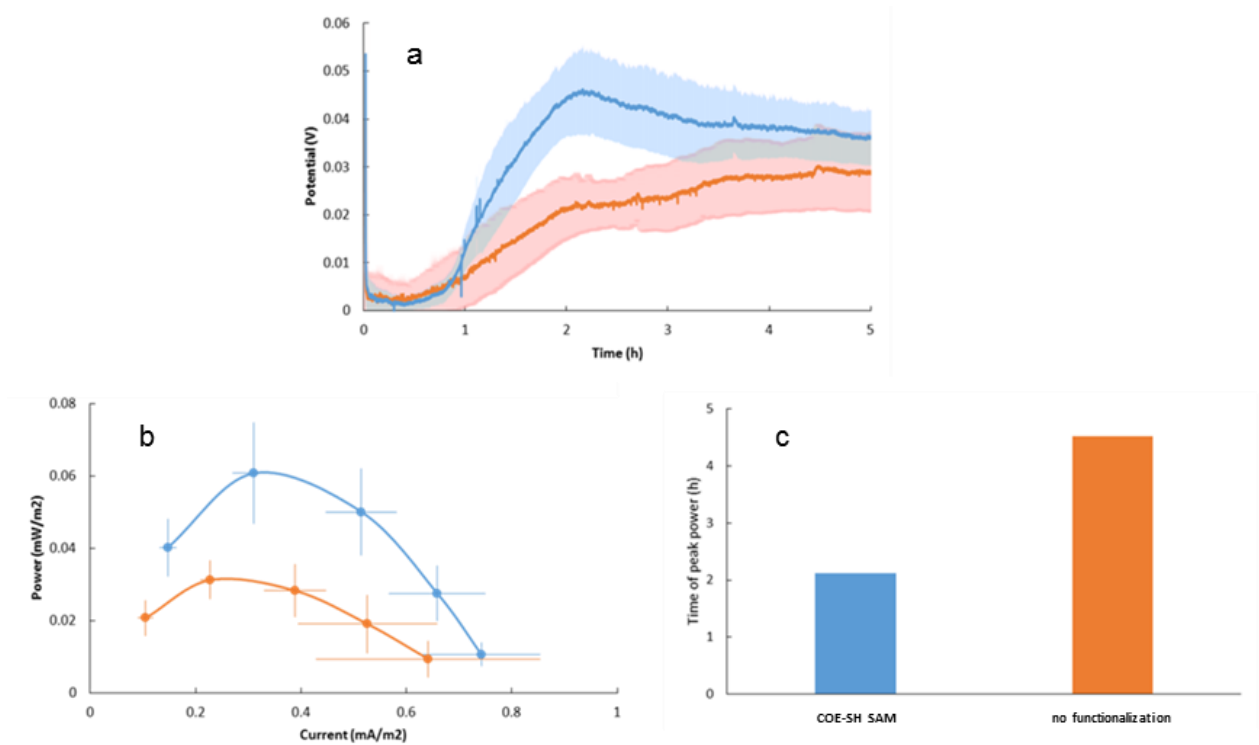 a
0.06
0.05
0.04
0.03
0.02
0.01
0
Potential (V)
0 1 2 3 4 5
Time (h)
b
0.08
0.06
0.04
0.02
0
Power (mW/m2)
0 0.2 0.4 0.6 0.8 1
Current (mA/m2)
c
5
4
3
2
1
0
Time of peak power (h)
COE-SH SAM no functionalization